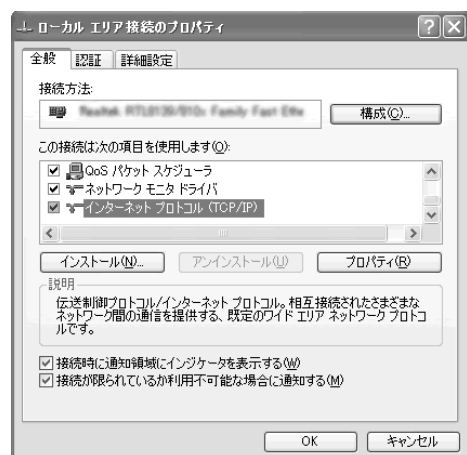 ローカル エリア接続のプロパティ
全般 認証 詳細設定
接続方法:
構成(C)...
この接続は次の項目を使用します(O):
QoS パケット スケジューラ
ネットワーク モニタ ドライバ
インターネット プロトコル (TCP/IP)
インストール(N)... アンインストール(U) プロパティ(R)
説明
伝送制御プロトコル/インターネット プロトコル。相互接続されたさまざまな
ネットワーク間の通信を提供する、既定のワイド エリア ネットワーク プロトコ
ルです。
接続時に通知領域にインジケータを表示する(W)
接続が限られているか利用不可能な場合に通知する(M)
OK キャンセル